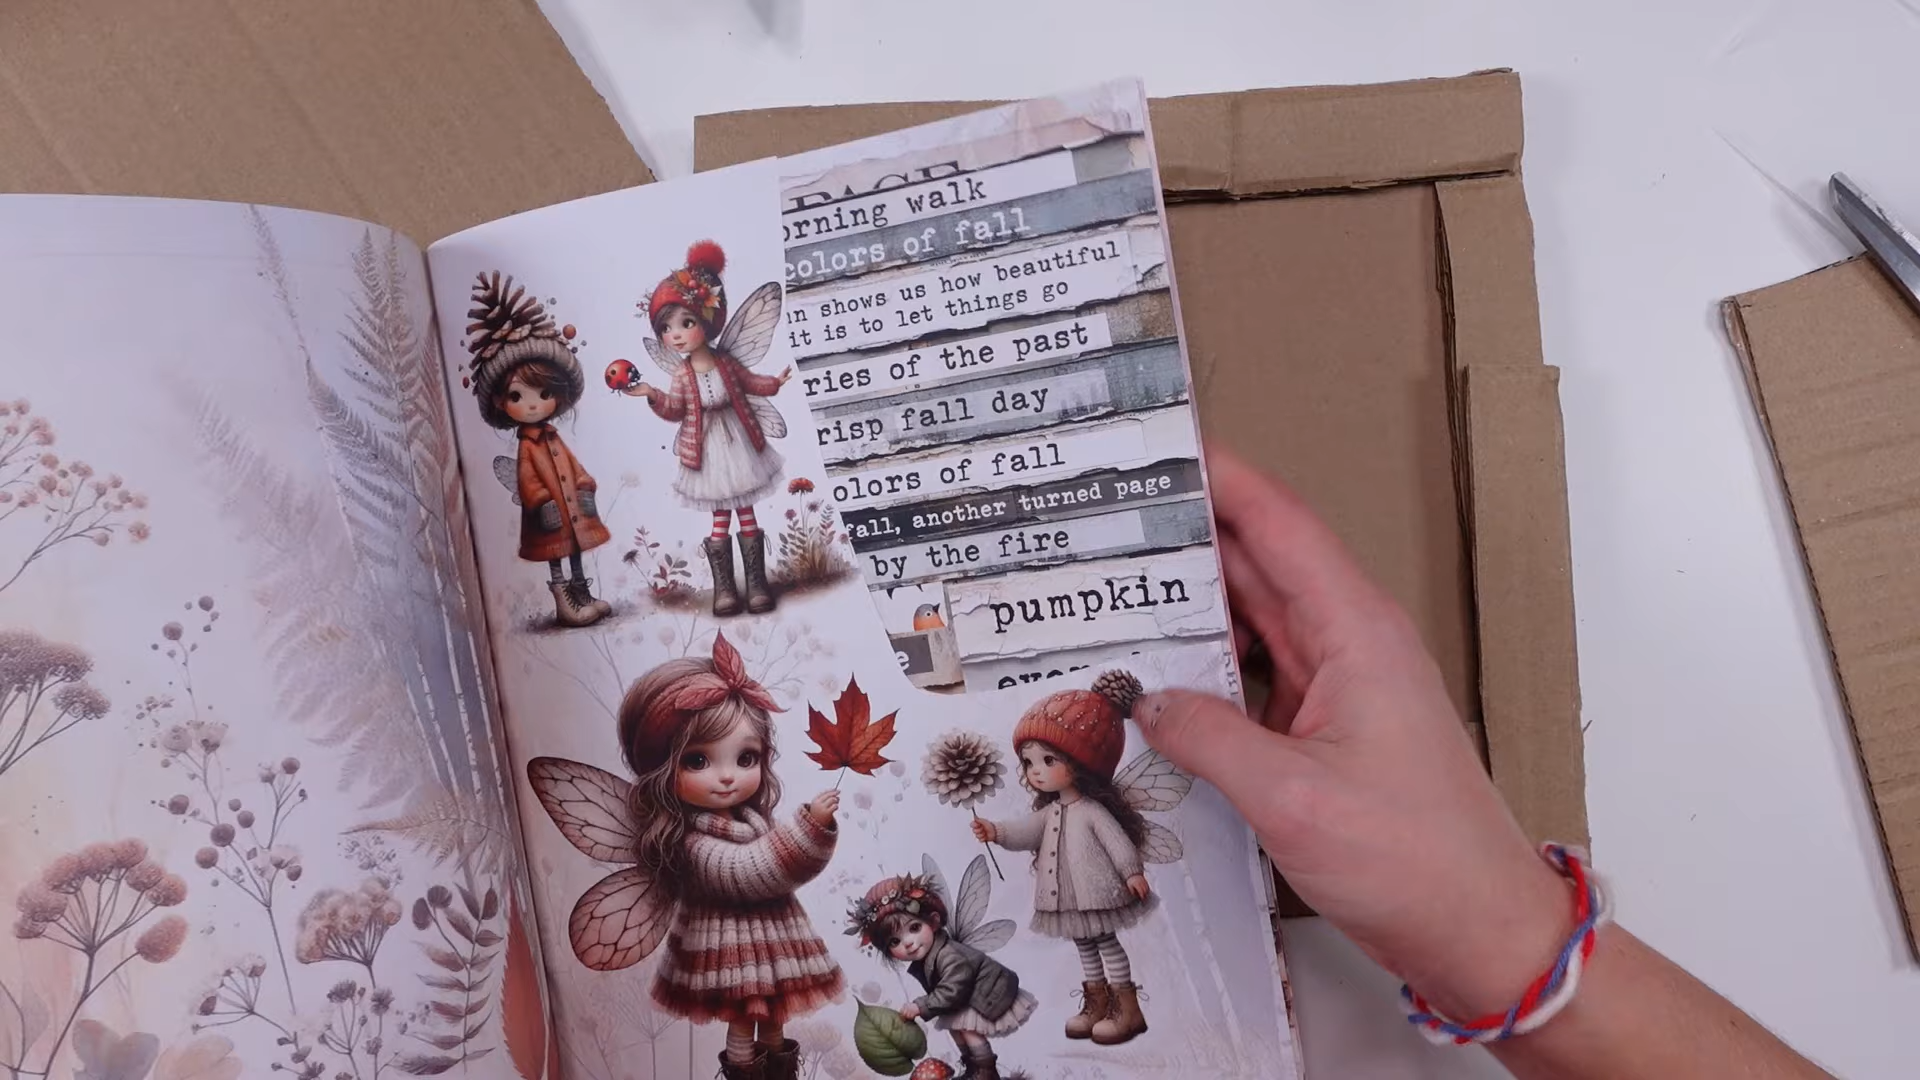 PAGE
orning walk
colors of fall
n shows us how beautiful
it is to let things go
ries of the past
risp fall day
olors of fall
fall, another turned page
by the fire
pumpkin
e